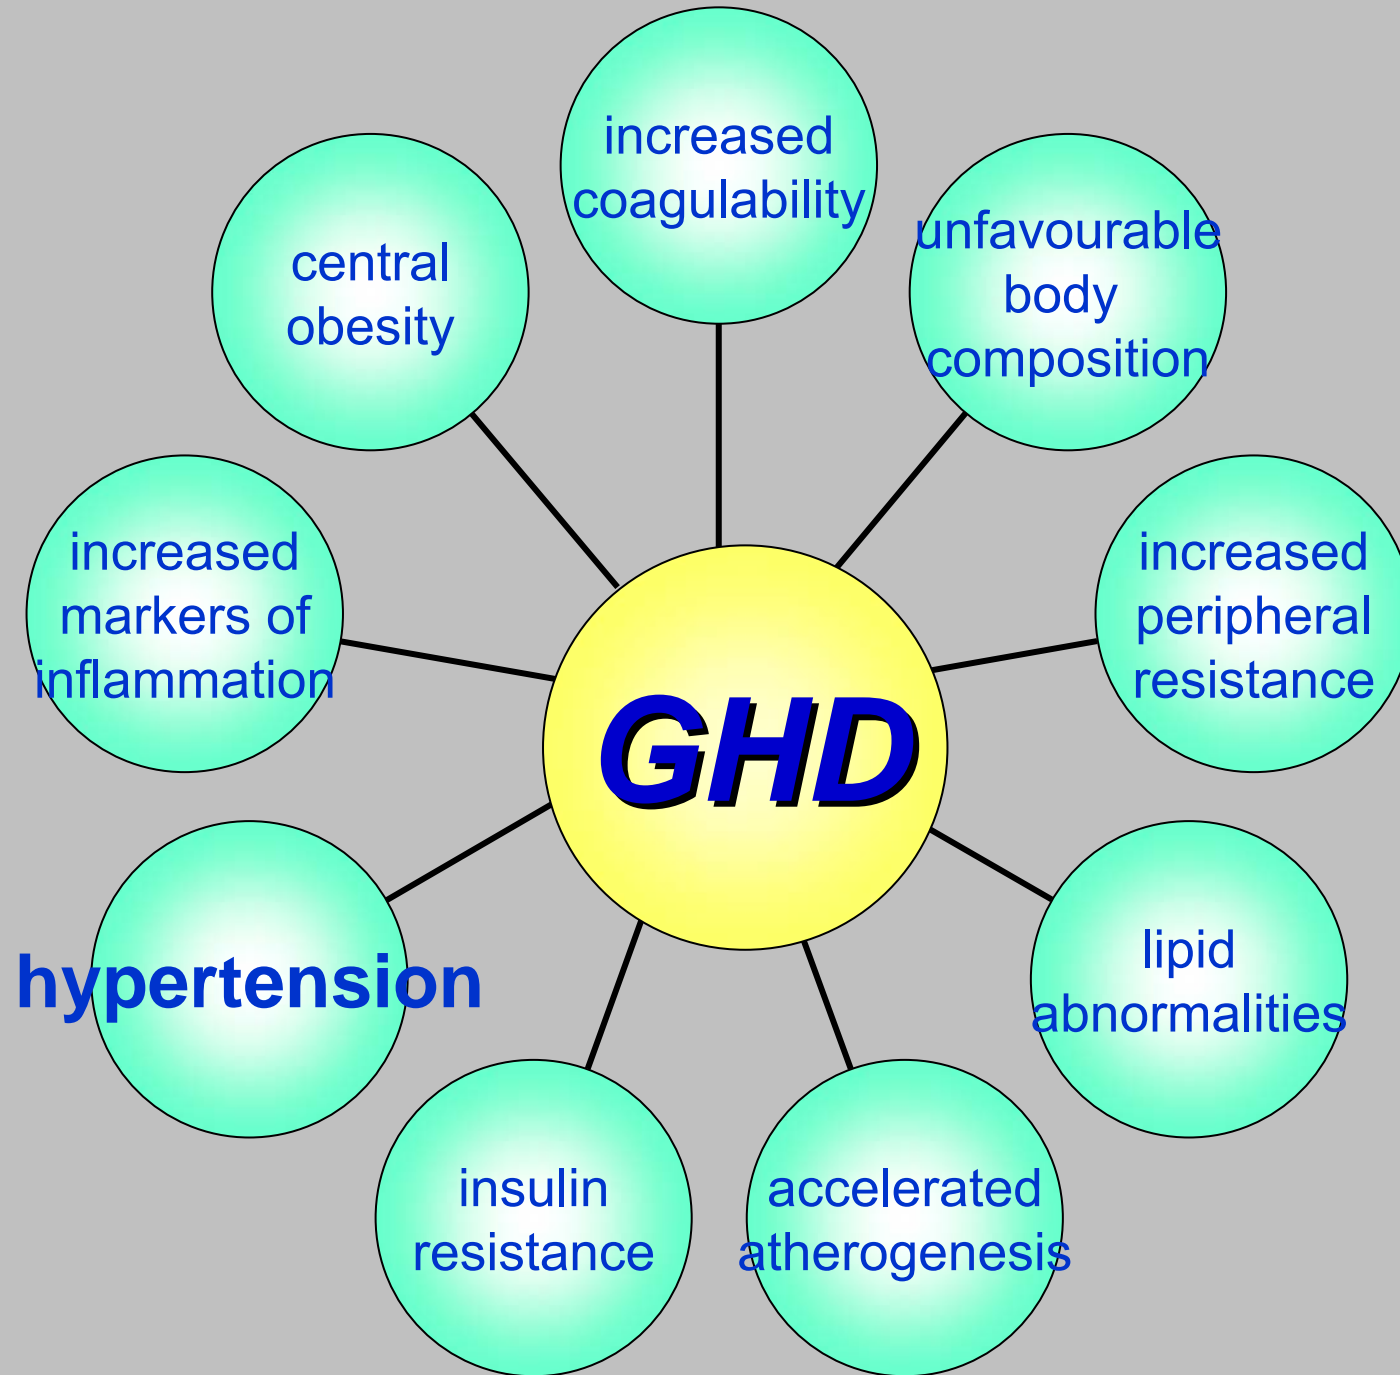 increased
coagulability
unfavourable
body
composition
increased
peripheral
resistance
lipid
abnormalities
accelerated
atherogenesis
insulin
resistance
hypertension
increased
markers of
inflammation
central
obesity
GHD